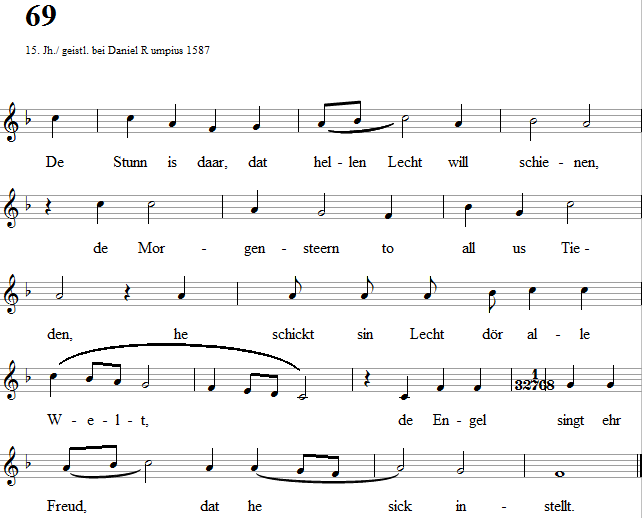 69
15. Jh./ geistl. bei Daniel R umpius 1587
De Stunn is daar, dat hel - len Lecht will schie - nen,
de Mor - gen - steern to all us Tie -
den, he schickt sin Lecht dör al - le
1
32768
W - e - l - t, de En - gel singt ehr
Freud, dat he sick in - stellt.